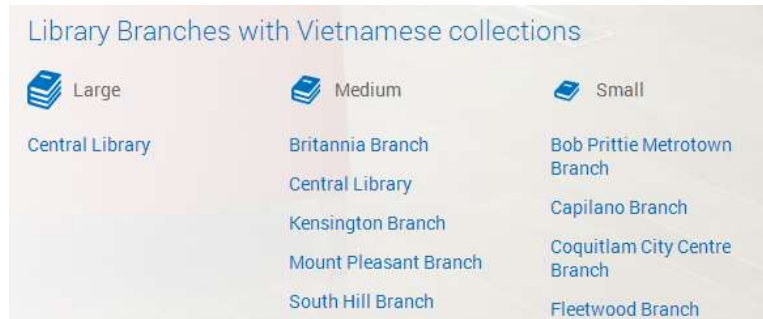 Library Branches with Vietnamese collections
Large
Central Library
Medium
Britannia Branch
Central Library
Kensington Branch
Mount Pleasant Branch
South Hill Branch
Small
Bob Prittie Metrotown
Branch
Capilano Branch
Coquitlam City Centre
Branch
Fleetwood Branch